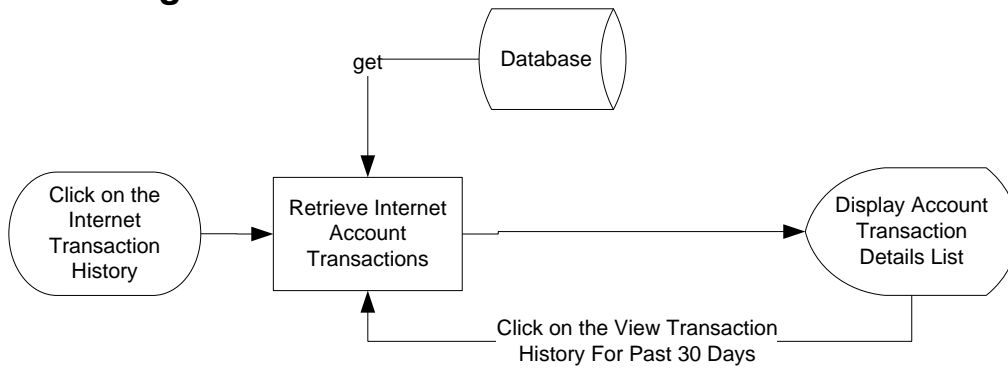 get
Database
Click on the
Internet
Transaction
History
Retrieve Internet
Account
Transactions
Display Account
Transaction
Details List
Click on the View Transaction
History For Past 30 Days